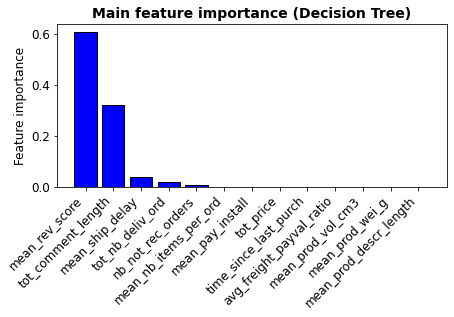 Main feature importance (Decision Tree)
Feature importance
0.6
0.4
0.2
0.0
mean_rev_score
tot_comment_length
mean_ship_delay
tot_nb_deliv_ord
nb_not_rec_orders
mean_nb_items_per_ord
mean_pay_install
tot_price
time_since_last_purch
avg_freight_payval_ratio
mean_prod_vol_cm3
mean_prod_wei_g
mean_prod_descr_length